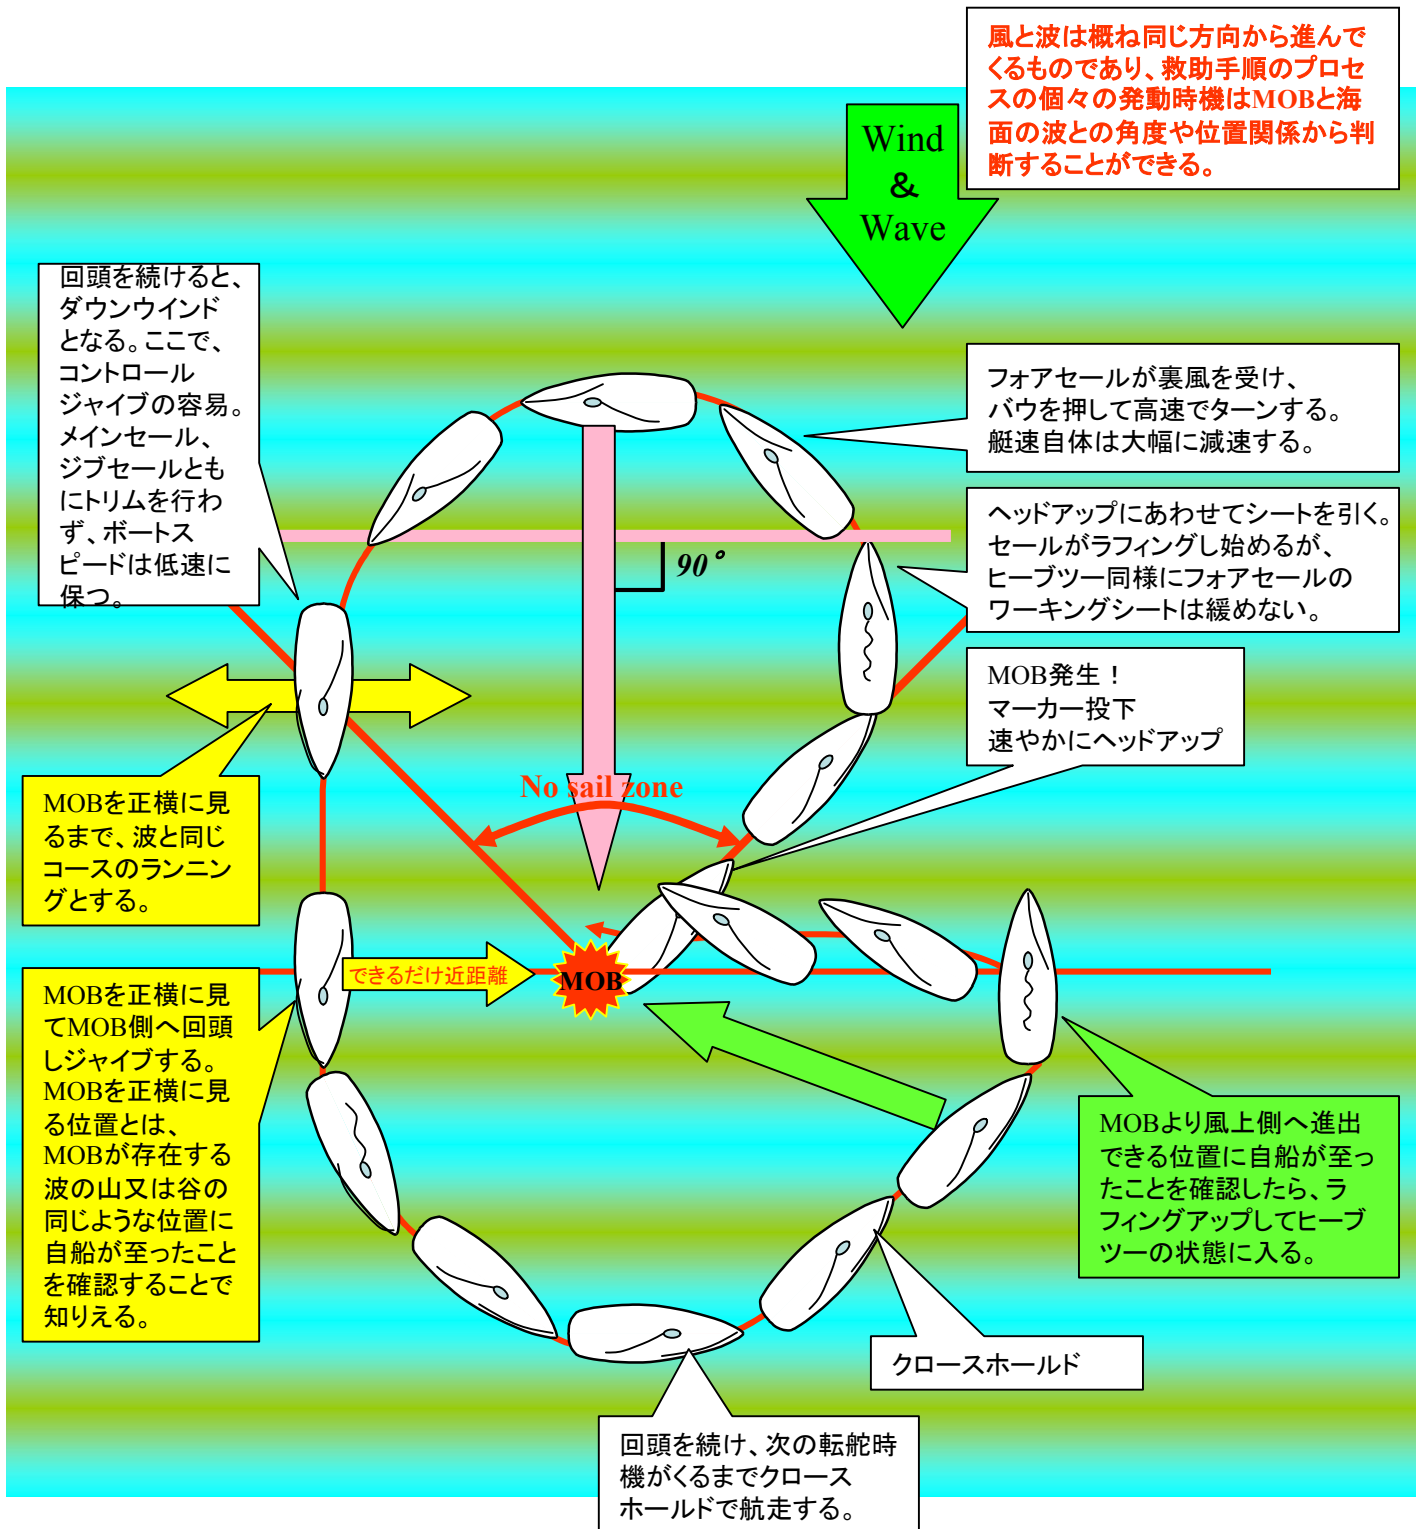 風と波は概ね同じ方向から進んで
くるものであり、救助手順のプロセ
スの個々の発動時機はMOBと海
面の波との角度や位置関係から判
断することができる。
Wind
&
Wave
回頭を続けると、
ダウンウインド
となる。ここで、
コントロール
ジャイブの容易。
メインセール、
ジブセールとも
にトリムを行わ
ず、ボートス
ピードは低速に
保つ。
フォアセールが裏風を受け、
バウを押して高速でターンする。
艇速自体は大幅に減速する。
ヘッドアップにあわせてシートを引く。
セールがラフィングし始めるが、
ヒーブツー同様にフォアセールの
ワーキングシートは緩めない。
90°
MOB発生！
マーカー投下
速やかにヘッドアップ
No sail zone
MOBを正横に見
るまで、波と同じ
コースのランニン
グとする。
できるだけ近距離
MOB
MOBを正横に見
てMOB側へ回頭
しジャイブする。
MOBを正横に見
る位置とは、
MOBが存在する
波の山又は谷の
同じような位置に
自船が至ったこと
を確認することで
知りえる。
MOBより風上側へ進出
できる位置に自船が至っ
たことを確認したら、ラ
フィングアップしてヒーブ
ツーの状態に入る。
クロースホールド
回頭を続け、次の転舵時
機がくるまでクロース
ホールドで航走する。